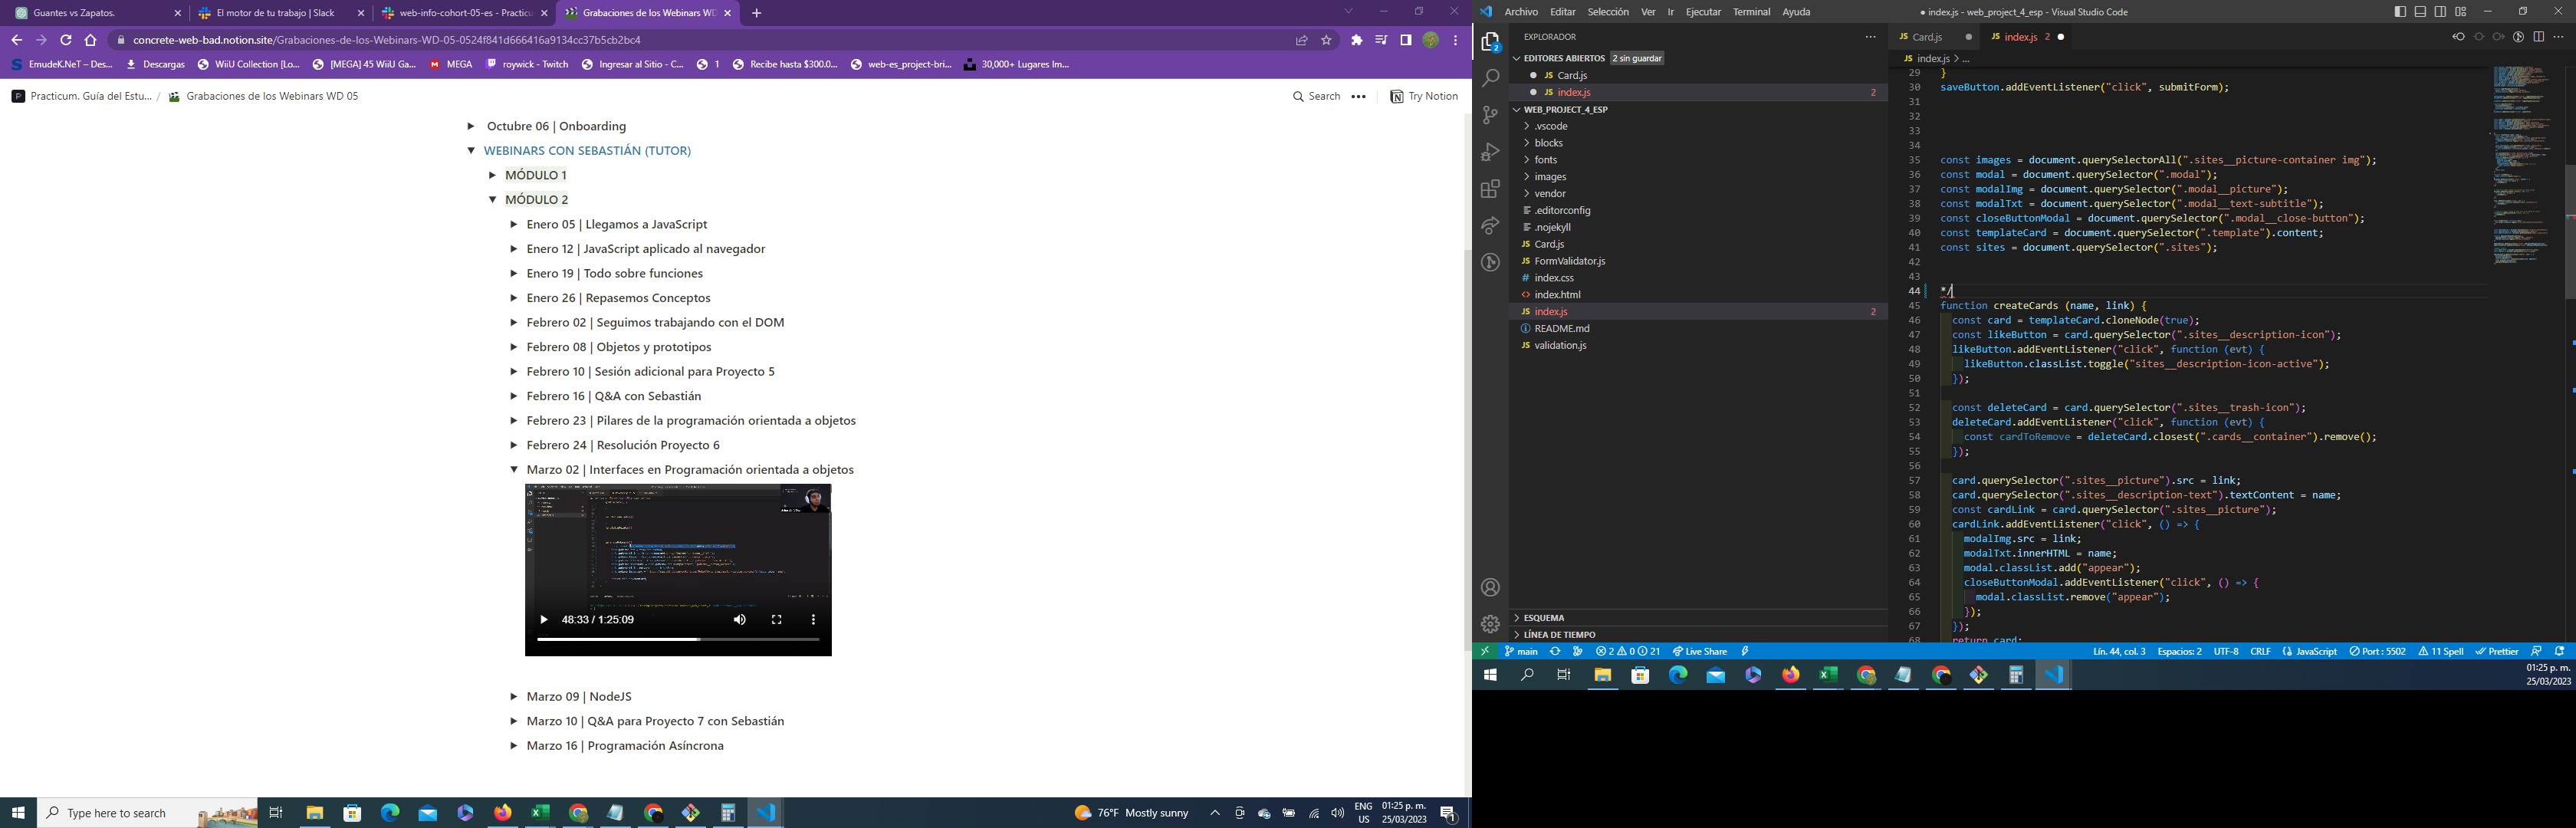 Guantes vs Zapatos.
El motor de tu trabajo | Slack
web-info-cohort-05-es - Practicu
Grabaciones de los Webinars WD
concrete-web-bad.notion.site/Grabaciones-de-los-Webinars-WD-05-0524f841d666416a9134cc37b5cb2bc4
EmudeK.NeT – Des...
Descargas
WiiU Collection [Lo...
[MEGA] 45 WiiU Ga...
MEGA
roywick - Twitch
Ingresar al Sitio - C...
1
Recibe hasta $300.0...
web-es_project-bri...
30,000+ Lugares Im...
Practicum. Guía del Estu... / Grabaciones de los Webinars WD 05
Search
Try Notion
Octubre 06 | Onboarding
WEBINARS CON SEBASTIÁN (TUTOR)
MÓDULO 1
MÓDULO 2
Enero 05 | Llegamos a JavaScript
Enero 12 | JavaScript aplicado al navegador
Enero 19 | Todo sobre funciones
Enero 26 | Repasemos Conceptos
Febrero 02 | Seguimos trabajando con el DOM
Febrero 08 | Objetos y prototipos
Febrero 10 | Sesión adicional para Proyecto 5
Febrero 16 | Q&A con Sebastián
Febrero 23 | Pilares de la programación orientada a objetos
Febrero 24 | Resolución Proyecto 6
Marzo 02 | Interfaces en Programación orientada a objetos
48:33 / 1:25:09
Marzo 09 | NodeJS
Marzo 10 | Q&A para Proyecto 7 con Sebastián
Marzo 16 | Programación Asíncrona
Type here to search
76°F Mostly sunny
ENG
US
01:25 p. m.
25/03/2023
1
Archivo Editar Selección Ver Ir Ejecutar Terminal Ayuda
● index.js - web_project_4_esp - Visual Studio Code
2
EXPLORADOR
EDITORES ABIERTOS 2 sin guardar
JS Card.js
JS index.js 2
WEB_PROJECT_4_ESP
.vscode
blocks
fonts
images
vendor
.editorconfig
.nojekyll
JS Card.js
JS FormValidator.js
# index.css
<> index.html
JS index.js 2
README.md
JS validation.js
ESQUEMA
LÍNEA DE TIEMPO
JS Card.js
JS index.js 2
JS index.js > ...
29 }
30 saveButton.addEventListener("click", submitForm);
31
32
33
34
35 const images = document.querySelectorAll(".sites__picture-container img");
36 const modal = document.querySelector(".modal");
37 const modalImg = document.querySelector(".modal__picture");
38 const modalTxt = document.querySelector(".modal__text-subtitle");
39 const closeButtonModal = document.querySelector(".modal__close-button");
40 const templateCard = document.querySelector(".template").content;
41 const sites = document.querySelector(".sites");
42
43
44 */
45 function createCards (name, link) {
46 const card = templateCard.cloneNode(true);
47 const likeButton = card.querySelector(".sites__description-icon");
48 likeButton.addEventListener("click", function (evt) {
49 likeButton.classList.toggle("sites__description-icon-active");
50 });
51
52 const deleteCard = card.querySelector(".sites__trash-icon");
53 deleteCard.addEventListener("click", function (evt) {
54 const cardToRemove = deleteCard.closest(".cards__container").remove();
55 });
56
57 card.querySelector(".sites__picture").src = link;
58 card.querySelector(".sites__description-text").textContent = name;
59 const cardLink = card.querySelector(".sites__picture");
60 cardLink.addEventListener("click", () => {
61 modalImg.src = link;
62 modalTxt.innerHTML = name;
63 modal.classList.add("appear");
64 closeButtonModal.addEventListener("click", () => {
65 modal.classList.remove("appear");
66 });
67 });
68 return card;
main
2 0 21
Live Share
Lín. 44, col. 3
Espacios: 2
UTF-8
CRLF
JavaScript
Port : 5502
11 Spell
Prettier
01:25 p. m.
25/03/2023